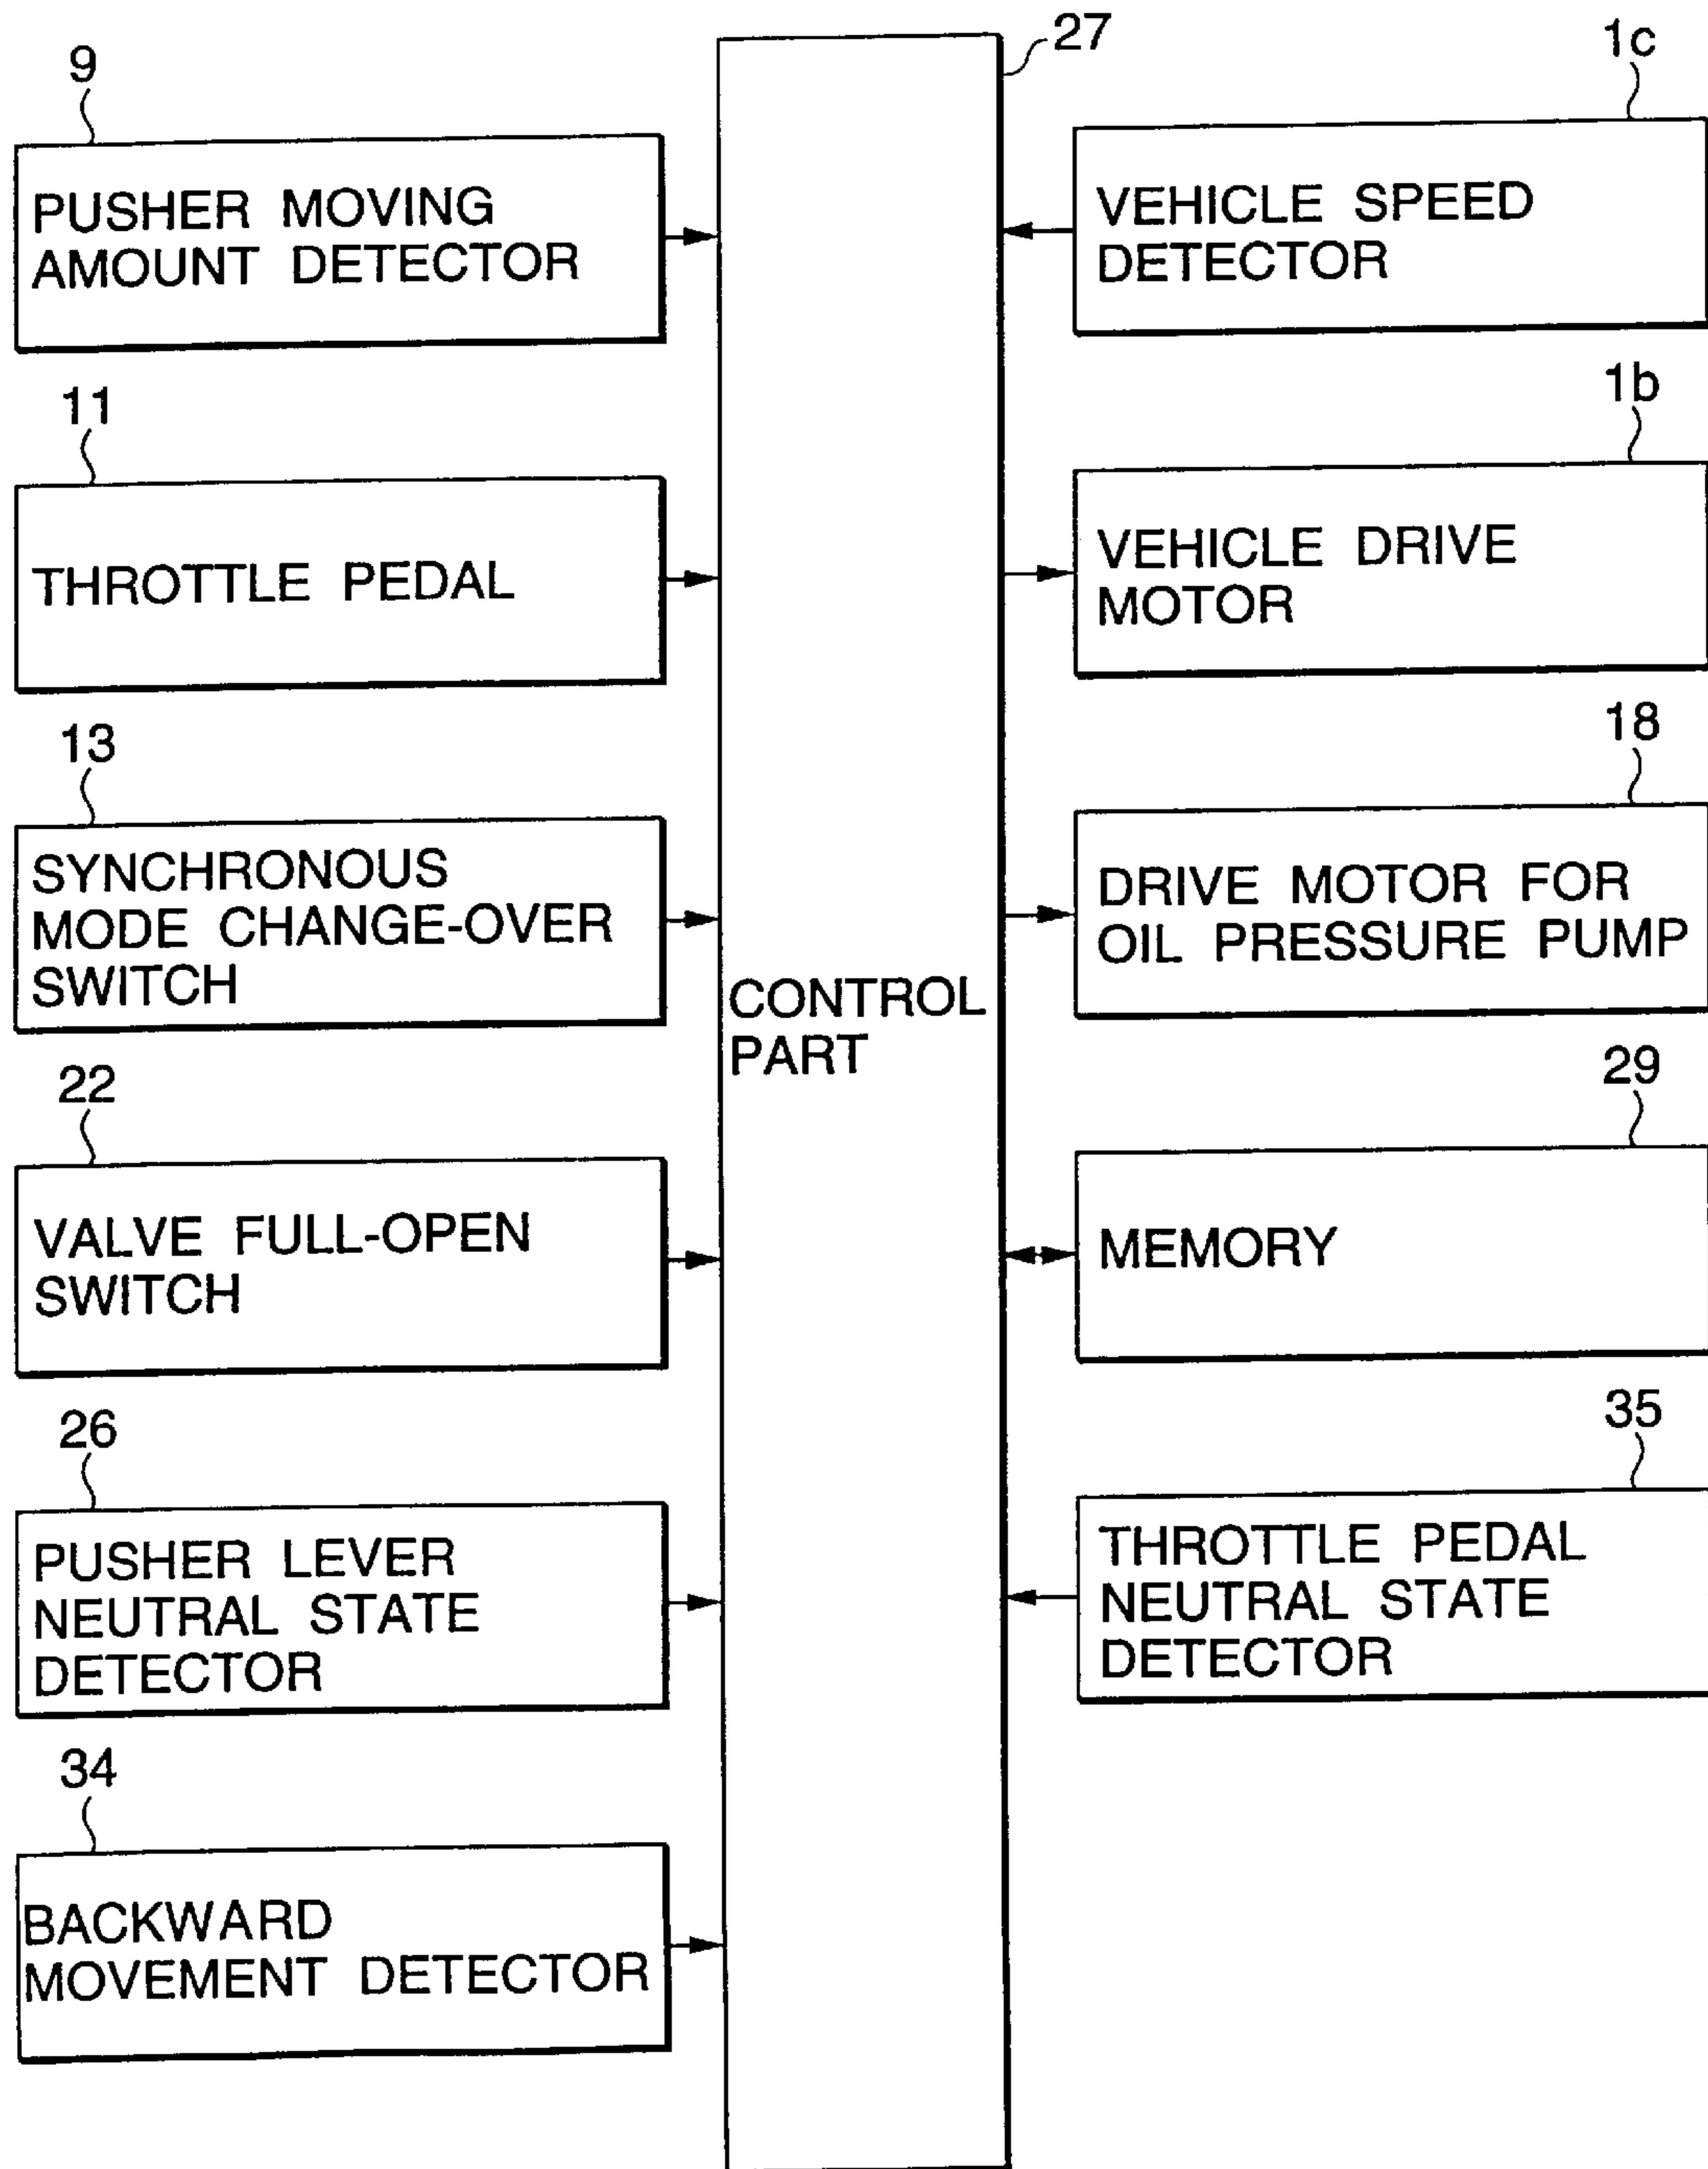 27
9
PUSHER MOVING
AMOUNT DETECTOR
11
THROTTLE PEDAL
13
SYNCHRONOUS
MODE CHANGE-OVER
SWITCH
22
VALVE FULL-OPEN
SWITCH
26
PUSHER LEVER
NEUTRAL STATE
DETECTOR
34
BACKWARD
MOVEMENT DETECTOR
CONTROL
PART
1c
VEHICLE SPEED
DETECTOR
1b
VEHICLE DRIVE
MOTOR
18
DRIVE MOTOR FOR
OIL PRESSURE PUMP
29
MEMORY
35
THROTTLE PEDAL
NEUTRAL STATE
DETECTOR